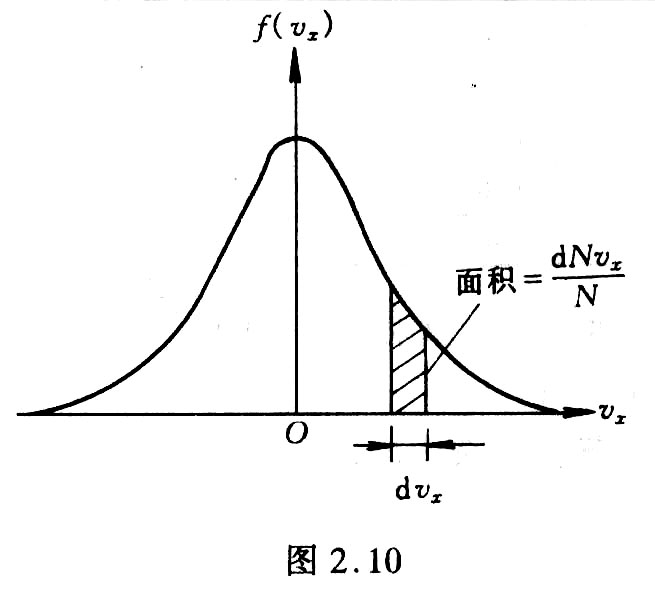 f(vₓ)
面积 = dNvₓ/N
O
vₓ
dvₓ
图 2.10